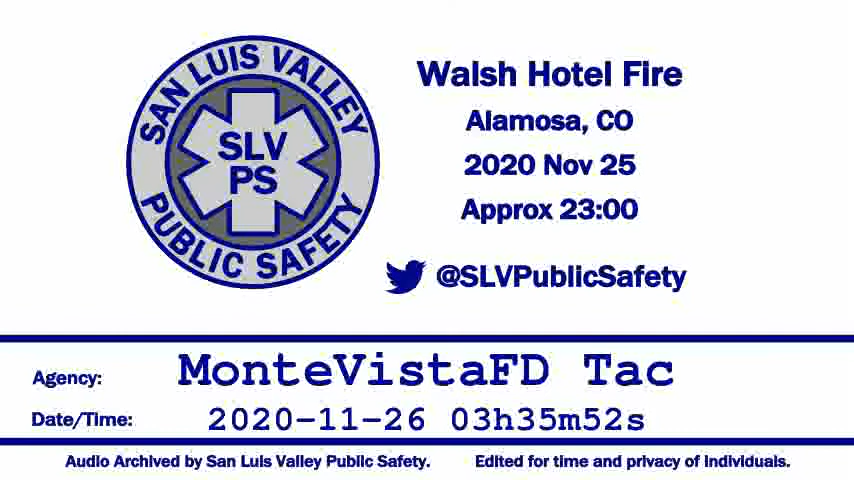 SAN LUIS VALLEY
SLV
PS
PUBLIC SAFETY
Walsh Hotel Fire
Alamosa, CO
2020 Nov 25
Approx 23:00
@SLVPublicSafety
Agency: MonteVistaFD Tac
Date/Time: 2020-11-26 03h35m52s
Audio Archived by San Luis Valley Public Safety. Edited for time and privacy of individuals.